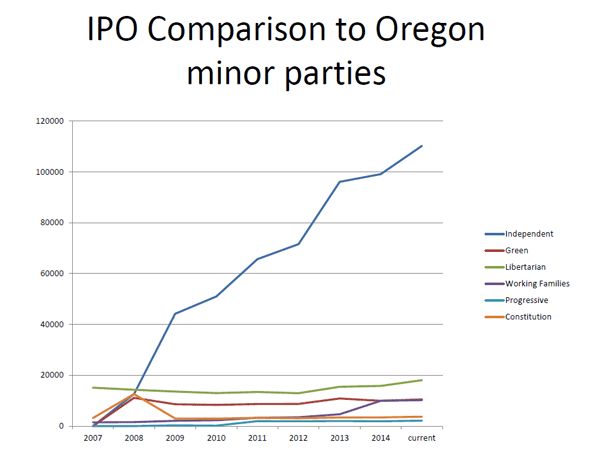 IPO Comparison to Oregon
minor parties
120000
100000
80000
60000
40000
20000
0
2007 2008 2009 2010 2011 2012 2013 2014 current
Independent
Green
Libertarian
Working Families
Progressive
Constitution